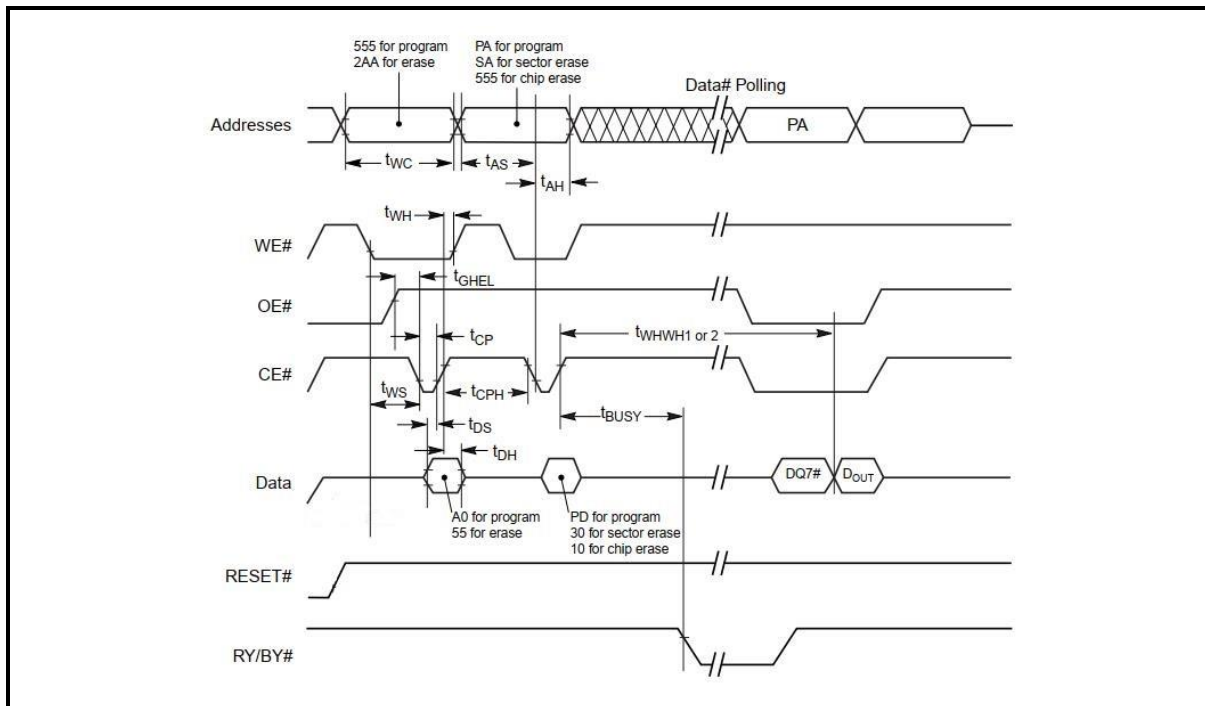 555 for program
2AA for erase
PA for program
SA for sector erase
555 for chip erase
Data# Polling
Addresses
PA
tWC
tAS
tAH
tWH
WE#
tGHEL
OE#
tWHWH1 or 2
tCP
CE#
tWS
tCPH
tBUSY
tDS
tDH
Data
DQ7#
DOUT
A0 for program
55 for erase
PD for program
30 for sector erase
10 for chip erase
RESET#
RY/BY#